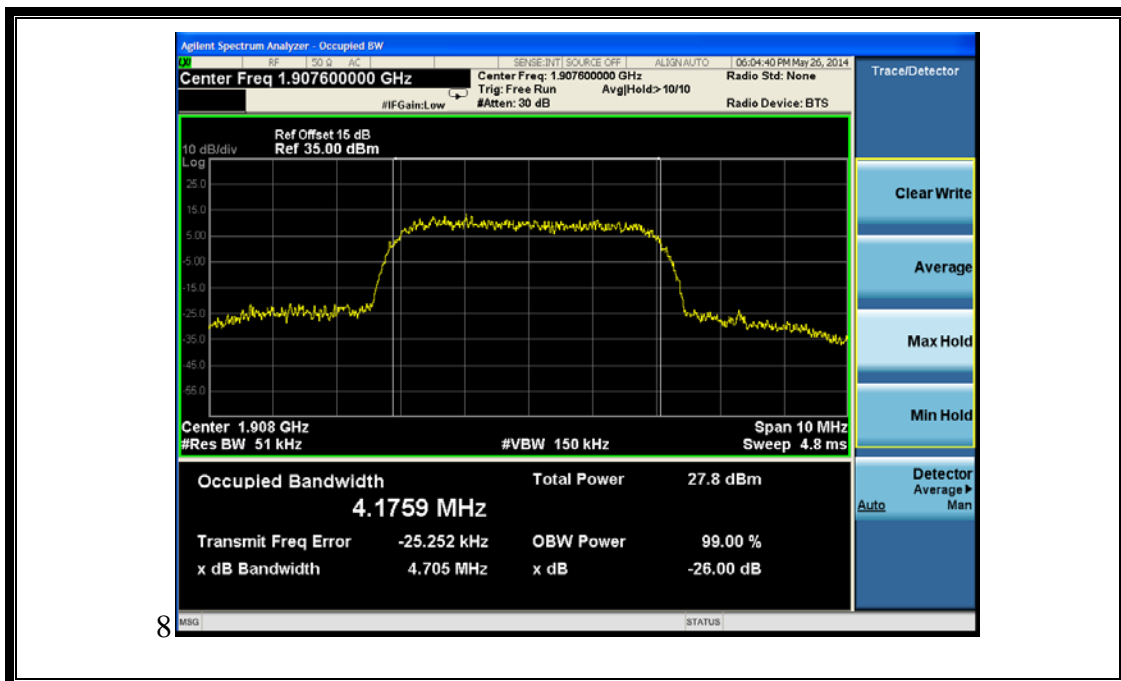 Agilent Spectrum Analyzer - Occupied BW
LXI RF 50 Ω AC SENSE:INT SOURCE OFF ALIGN AUTO 06:04:40 PM May 26, 2014
Center Freq 1.907600000 GHz
Center Freq: 1.907600000 GHz
Radio Std: None
Trig: Free Run
Avg|Hold:> 10/10
#IFGain:Low
#Atten: 30 dB
Radio Device: BTS
Ref Offset 15 dB
10 dB/div
Ref 35.00 dBm
Log
25.0
15.0
5.00
-5.00
-15.0
-25.0
-35.0
-45.0
-55.0
Center 1.908 GHz
Span 10 MHz
#Res BW 51 kHz
#VBW 150 kHz
Sweep 4.8 ms
Occupied Bandwidth
Total Power 27.8 dBm
4.1759 MHz
Transmit Freq Error -25.252 kHz
OBW Power 99.00 %
x dB Bandwidth 4.705 MHz
x dB -26.00 dB
Trace/Detector
Clear Write
Average
Max Hold
Min Hold
Detector
Average
Auto Man
8
MSG
STATUS